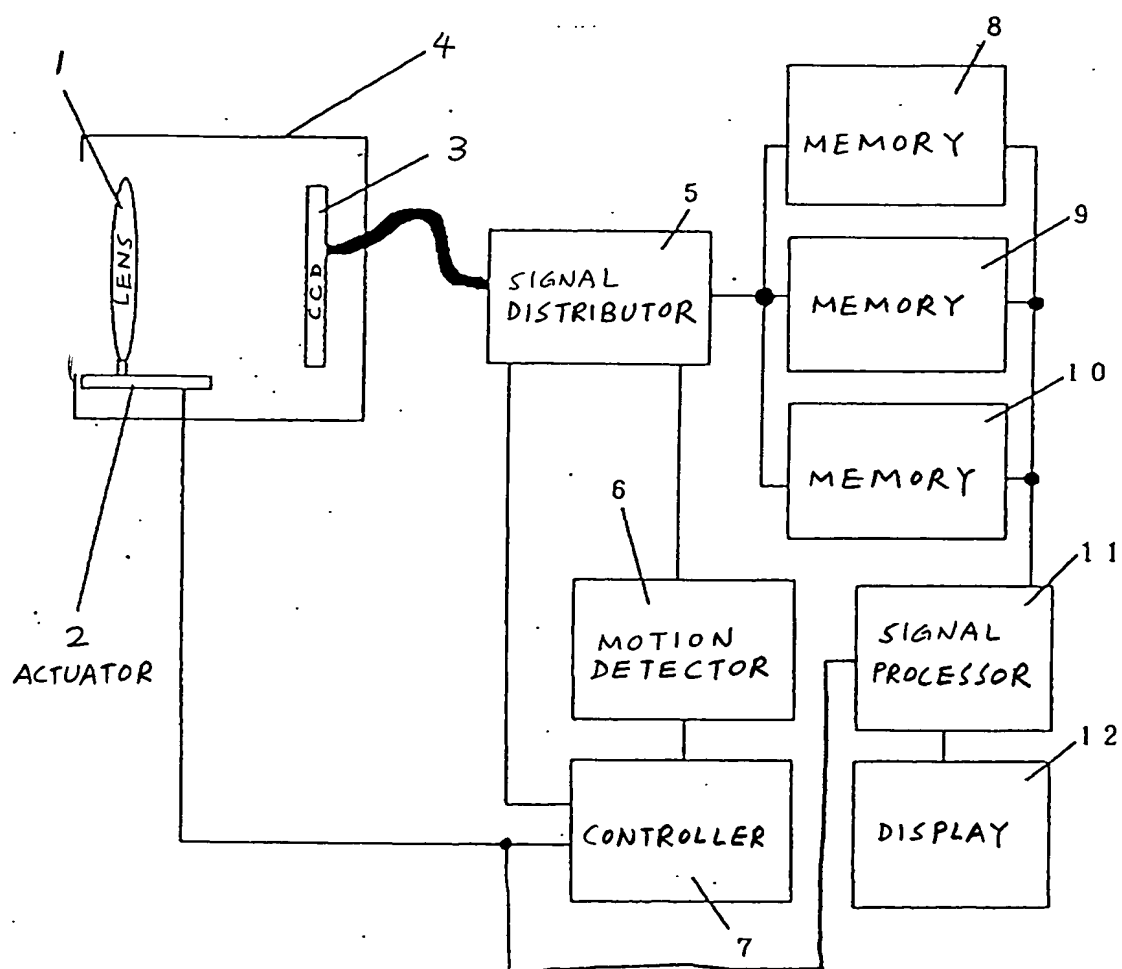 1
4
3
LENS
CCD
2
ACTUATOR
5
SIGNAL
DISTRIBUTOR
8
MEMORY
9
MEMORY
10
MEMORY
6
MOTION
DETECTOR
11
SIGNAL
PROCESSOR
12
DISPLAY
CONTROLLER
7